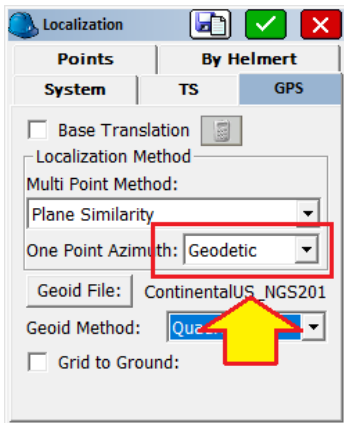 Localization
Points By Helmert
System TS GPS
Base Translation
Localization Method
Multi Point Method:
Plane Similarity
One Point Azimuth: Geodetic
Geoid File: ContinentalUS_NGS201
Geoid Method:
Grid to Ground: